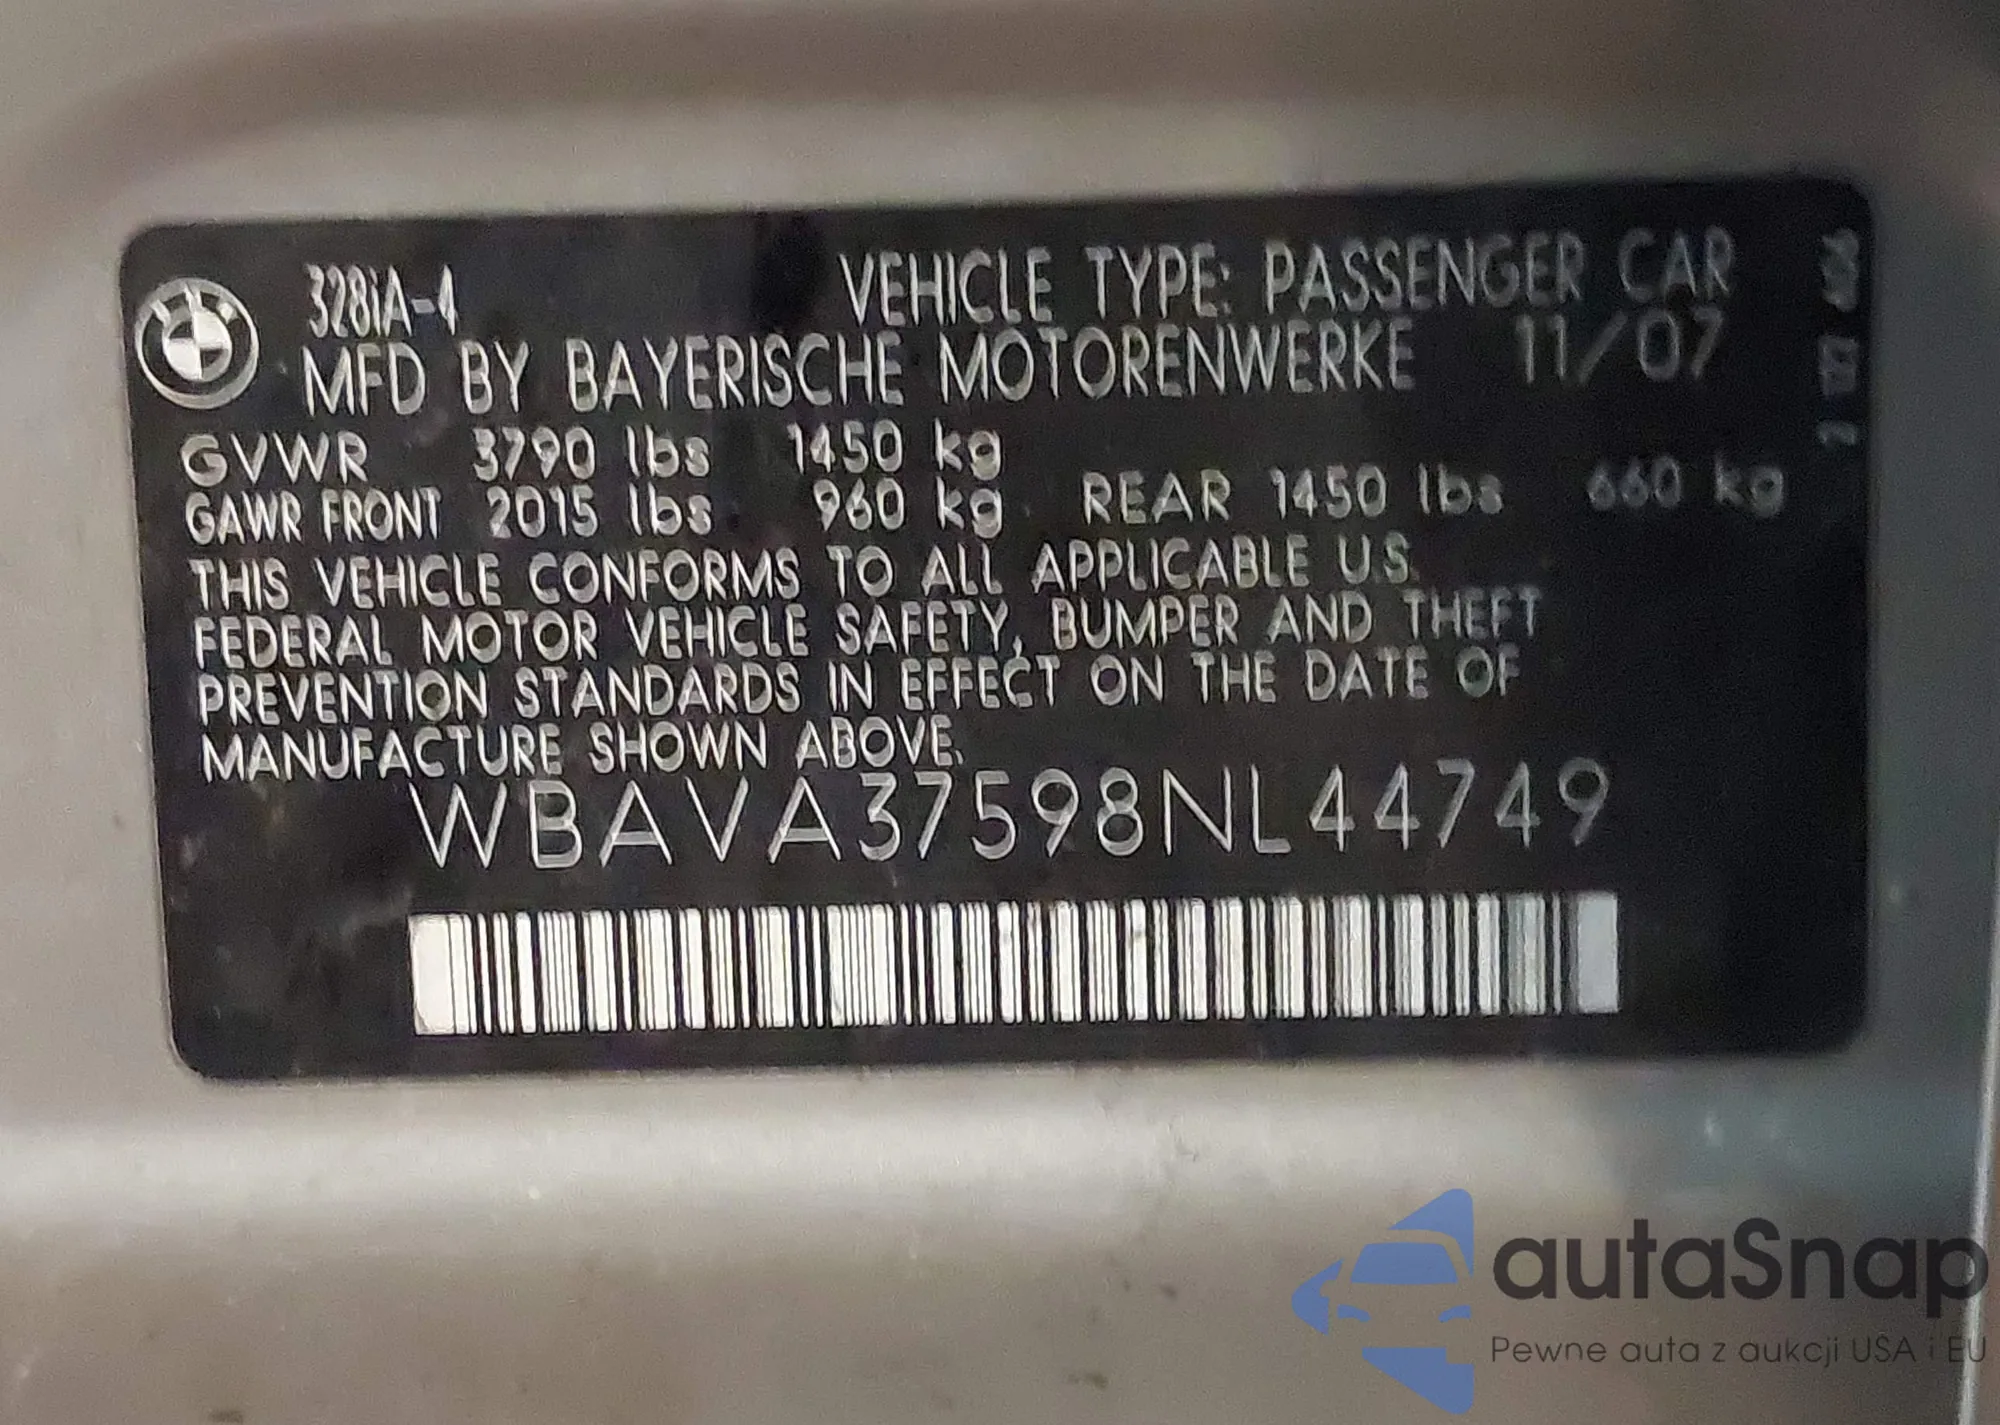 328iA-4 VEHICLE TYPE: PASSENGER CAR
MFD BY BAYERISCHE MOTORENWERKE 11/07
GVWR 3790 lbs 1450 kg
GAWR FRONT 2015 lbs 960 kg REAR 1450 lbs 660 kg
THIS VEHICLE CONFORMS TO ALL APPLICABLE U.S.
FEDERAL MOTOR VEHICLE SAFETY, BUMPER AND THEFT
PREVENTION STANDARDS IN EFFECT ON THE DATE OF
MANUFACTURE SHOWN ABOVE.
WBAVA37598NL44749
autaSnap
Pewne auta z aukcji USA i EU